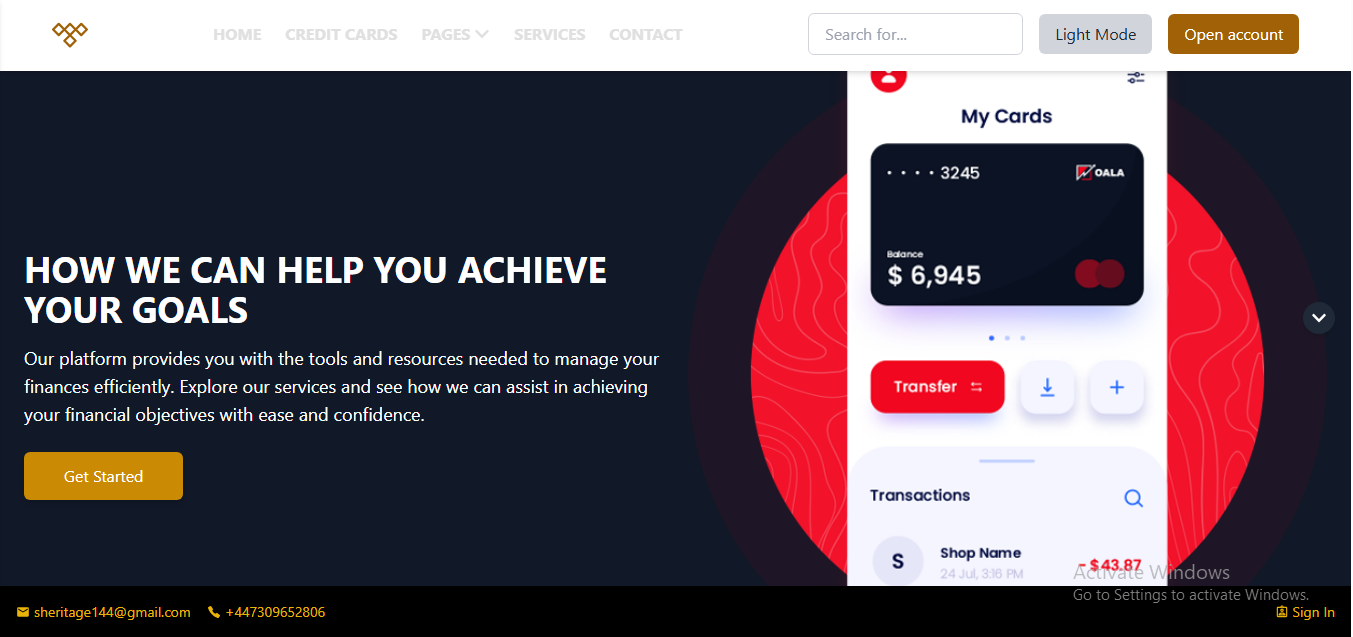 HOME CREDIT CARDS PAGES SERVICES CONTACT Search for... Light Mode Open account
HOW WE CAN HELP YOU ACHIEVE
YOUR GOALS
Our platform provides you with the tools and resources needed to manage your
finances efficiently. Explore our services and see how we can assist in achieving
your financial objectives with ease and confidence.
Get Started
My Cards
• • • • 3245 OALA
Balance
$ 6,945
Transfer
Transactions
S Shop Name
24 Jul, 3:16 PM - $43.87
Activate Windows
Go to Settings to activate Windows.
sheritage144@gmail.com +447309652806 Sign In